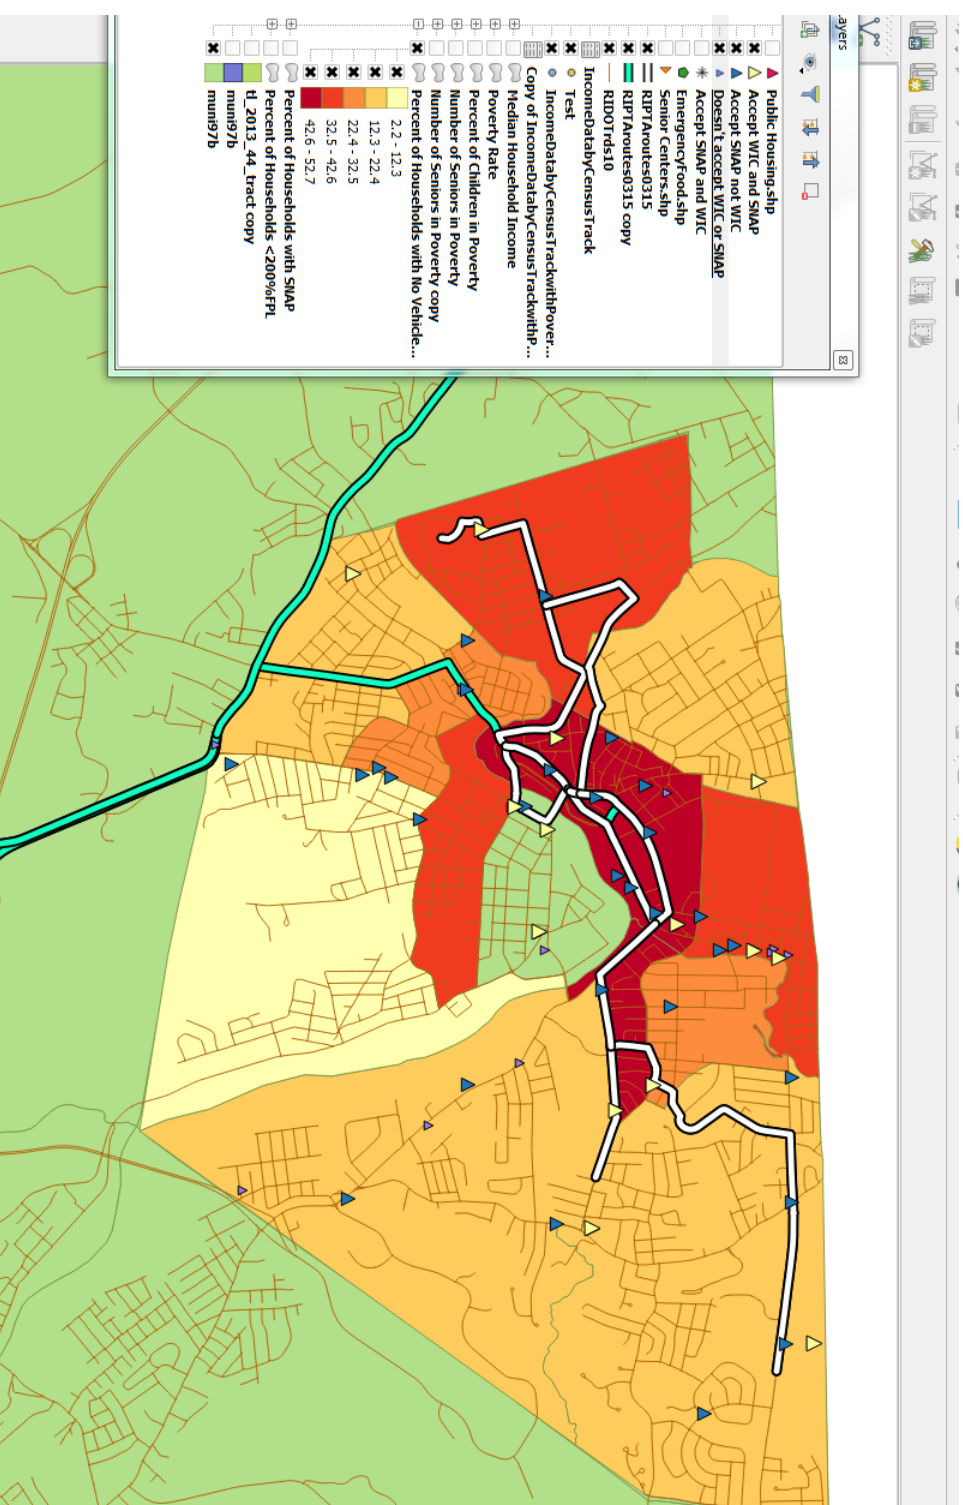 Layers
Public Housing.shp
Accept WIC and SNAP
Accept SNAP not WIC
Doesn't accept WIC or SNAP
Accept SNAP and WIC
EmergencyFood.shp
Senior Centers.shp
RIPTAroutes0315
RIPTAroutes0315 copy
RIDOTrds10
IncomeDatabyCensusTrack
Test
IncomeDatabyCensusTrackwithPover...
Copy of IncomeDatabyCensusTrackwithP...
Median Household Income
Poverty Rate
Percent of Children in Poverty
Number of Seniors in Poverty
Number of Seniors in Poverty copy
Percent of Households with No Vehicle...
2.2 - 12.3
12.3 - 22.4
22.4 - 32.5
32.5 - 42.6
42.6 - 52.7
Percent of Households with SNAP
Percent of Households <200%FPL
tl_2013_44_tract copy
muni97b
muni97b